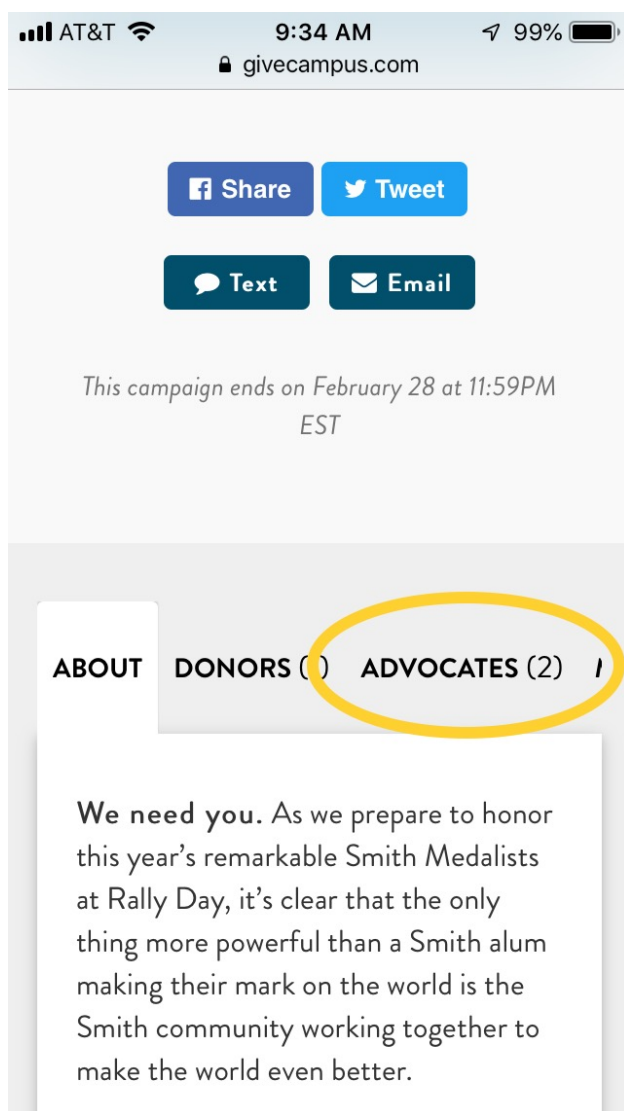 AT&T 9:34 AM 99%
givecampus.com
Share Tweet
Text Email
This campaign ends on February 28 at 11:59PM
EST
ABOUT DONORS ( ) ADVOCATES (2)
We need you. As we prepare to honor
this year's remarkable Smith Medalists
at Rally Day, it's clear that the only
thing more powerful than a Smith alum
making their mark on the world is the
Smith community working together to
make the world even better.